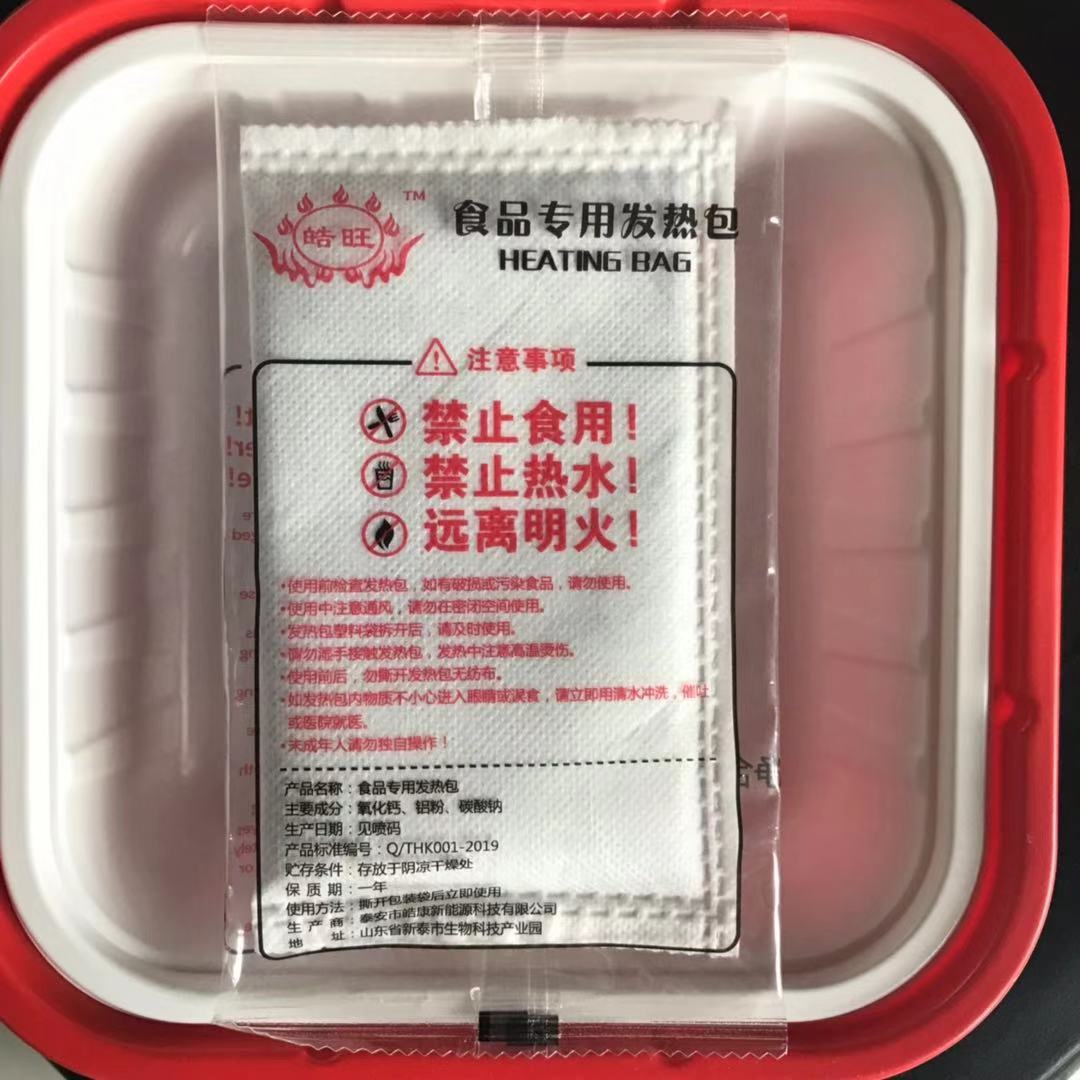 皓旺
TM
食品专用发热包
HEATING BAG
注意事项
禁止食用！
禁止热水！
远离明火！
·使用前检查发热包，如有破损或污染食品，请勿使用。
·使用中注意通风，请勿在密闭空间使用。
·发热包塑料袋拆开后，请及时使用。
·请勿湿手接触发热包，发热中注意高温烫伤。
·使用前后，勿撕开发热包无纺布。
·如发热包内物质不小心进入眼睛或误食，请立即用清水冲洗，催吐
或医院就医。
·未成年人请勿独自操作！
产品名称：食品专用发热包
主要成分：氧化钙、铝粉、碳酸钠
生产日期：见喷码
产品标准编号：Q/THK001-2019
贮存条件：存放于阴凉干燥处
保质期：一年
使用方法：撕开包装袋后立即使用
生产商：泰安市皓康新能源科技有限公司
地址：山东省新泰市生物科技产业园